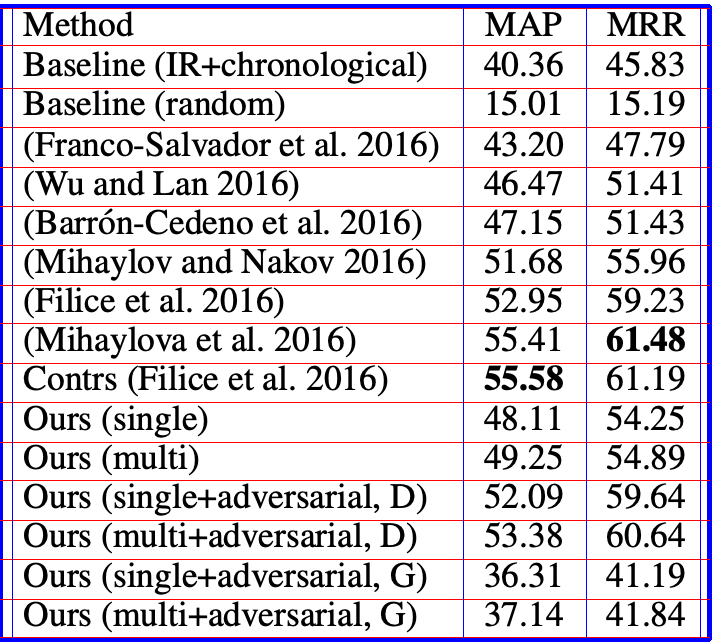 Method MAP MRR
Baseline (IR+chronological) 40.36 45.83
Baseline (random) 15.01 15.19
(Franco-Salvador et al. 2016) 43.20 47.79
(Wu and Lan 2016) 46.47 51.41
(Barrón-Cedeno et al. 2016) 47.15 51.43
(Mihaylov and Nakov 2016) 51.68 55.96
(Filice et al. 2016) 52.95 59.23
(Mihaylova et al. 2016) 55.41 61.48
Contrs (Filice et al. 2016) 55.58 61.19
Ours (single) 48.11 54.25
Ours (multi) 49.25 54.89
Ours (single+adversarial, D) 52.09 59.64
Ours (multi+adversarial, D) 53.38 60.64
Ours (single+adversarial, G) 36.31 41.19
Ours (multi+adversarial, G) 37.14 41.84